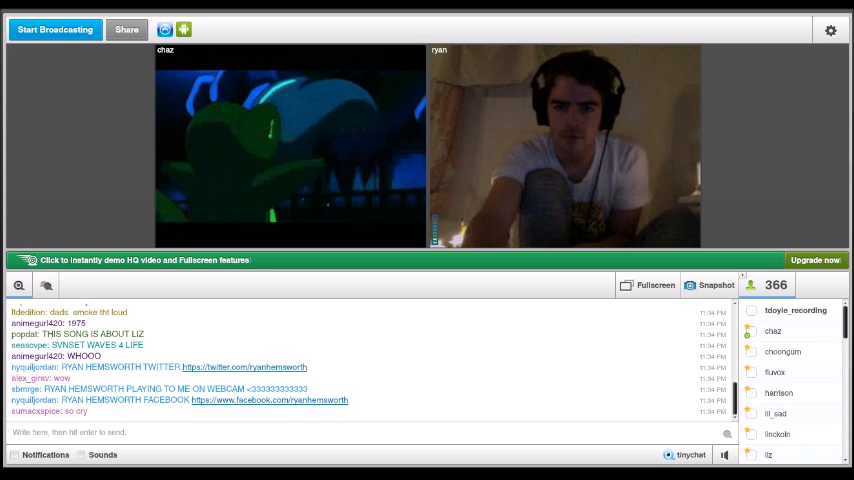 Start Broadcasting
Share
chaz
ryan
Click to instantly demo HQ video and Fullscreen features
Upgrade now
Fullscreen
Snapshot
366
ltdedition: dads smoke tht loud
11:34 PM
animegurl420: 1975
11:34 PM
popdat: THIS SONG IS ABOUT LIZ
11:34 PM
seascvpe: SVNSET WAVES 4 LIFE
11:34 PM
animegurl420: WHOOO
11:34 PM
nyquiljordan: RYAN HEMSWORTH TWITTER https://twitter.com/ryanhemsworth
11:34 PM
alex_girav: wow
11:34 PM
sbmrge: RYAN HEMSWORTH PLAYING TO ME ON WEBCAM <333333333333
11:34 PM
nyquiljordan: RYAN HEMSWORTH FACEBOOK https://www.facebook.com/ryanhemsworth
11:34 PM
sumacxspice: so cry
11:34 PM
Write here, then hit enter to send.
Notifications
Sounds
tinychat
tdoyle_recording
chaz
choongum
fluvox
harrison
lil_sad
linckoln
liz